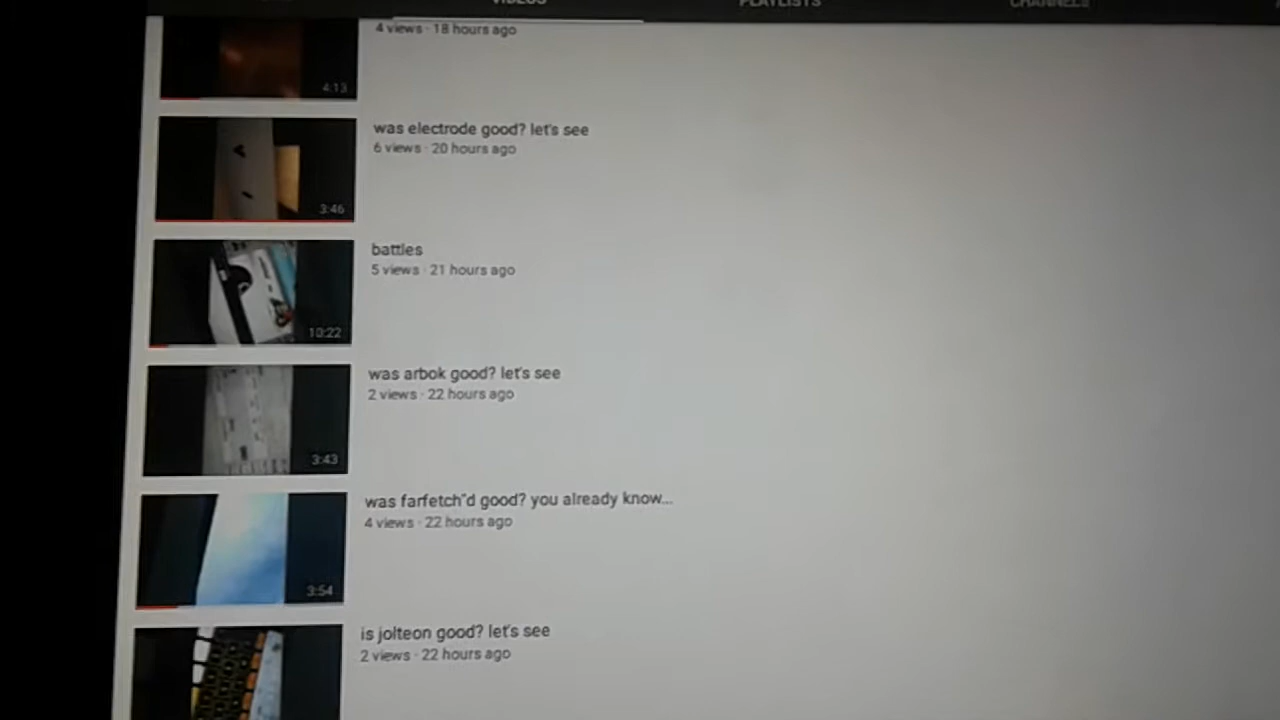 VIDEOS
PLAYLISTS
CHANNELS
4 views · 18 hours ago
4:13
was electrode good? let's see
6 views · 20 hours ago
3:46
battles
5 views · 21 hours ago
10:22
was arbok good? let's see
2 views · 22 hours ago
3:43
was farfetch"d good? you already know...
4 views · 22 hours ago
3:54
is jolteon good? let's see
2 views · 22 hours ago